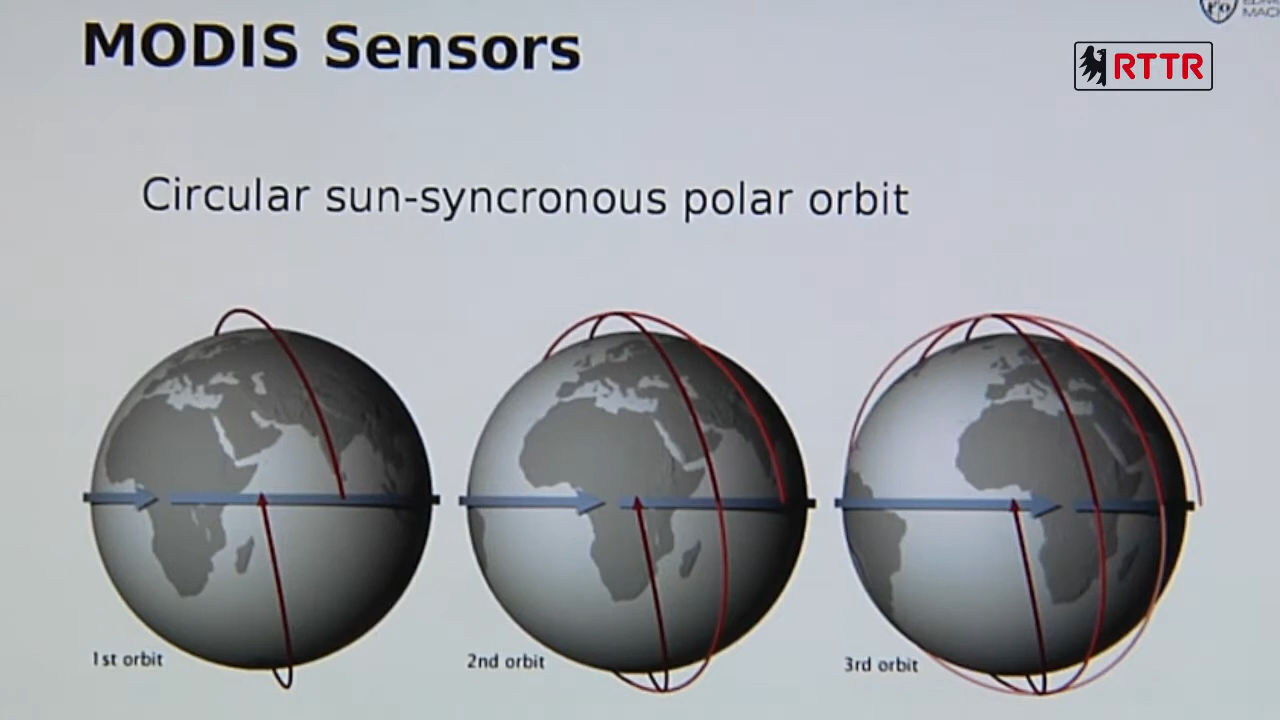 MODIS Sensors
RTTR
Circular sun-syncronous polar orbit
1st orbit
2nd orbit
3rd orbit